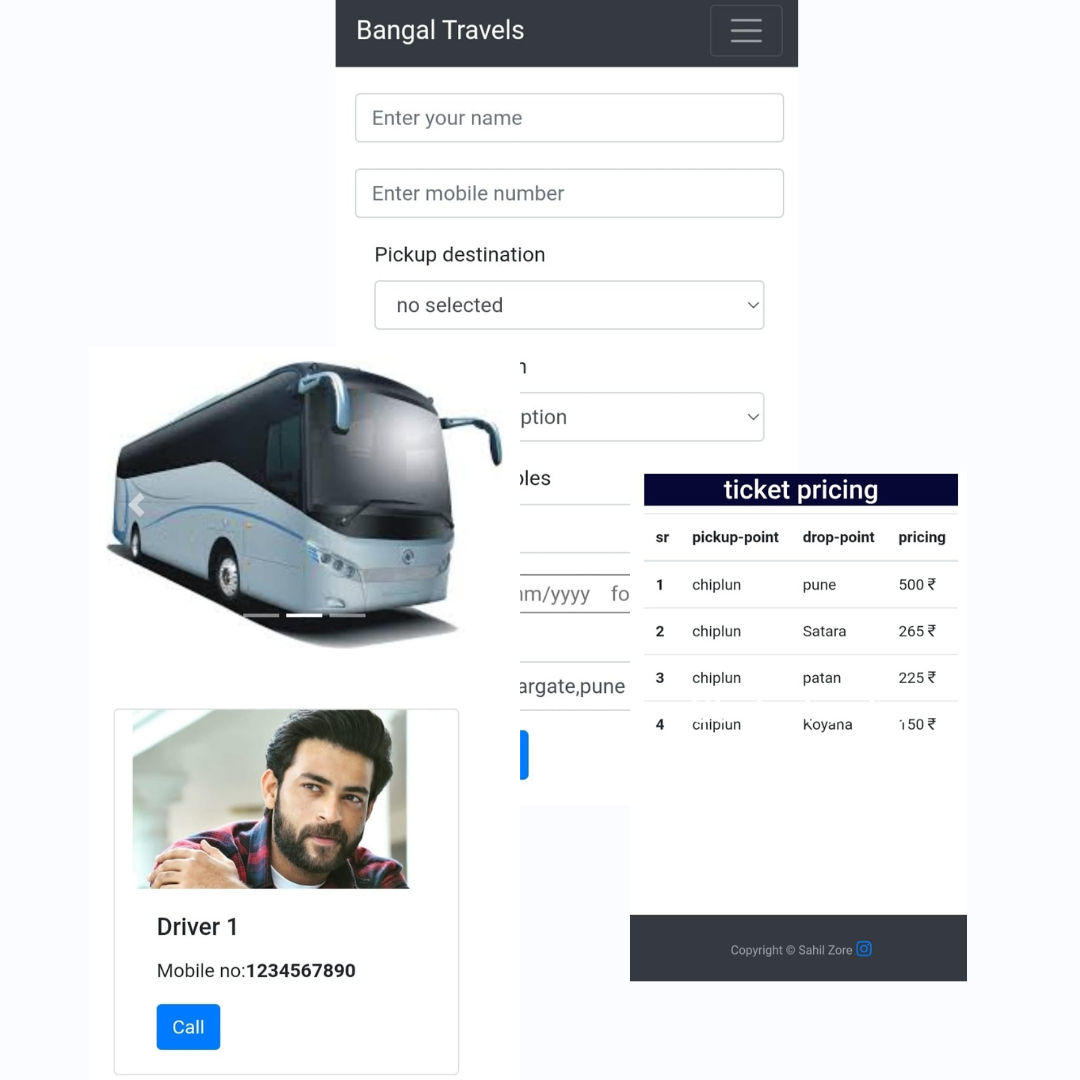 Bangal Travels
Enter your name
Enter mobile number
Pickup destination
no selected
ption
ples
mm/yyyy fo
argate,pune
ticket pricing
sr pickup-point drop-point pricing
1 chiplun pune 500 ₹
2 chiplun Satara 265 ₹
3 chiplun patan 225 ₹
4 chiplun Koyana 150 ₹
Driver 1
Mobile no:1234567890
Call
Copyright © Sahil Zore